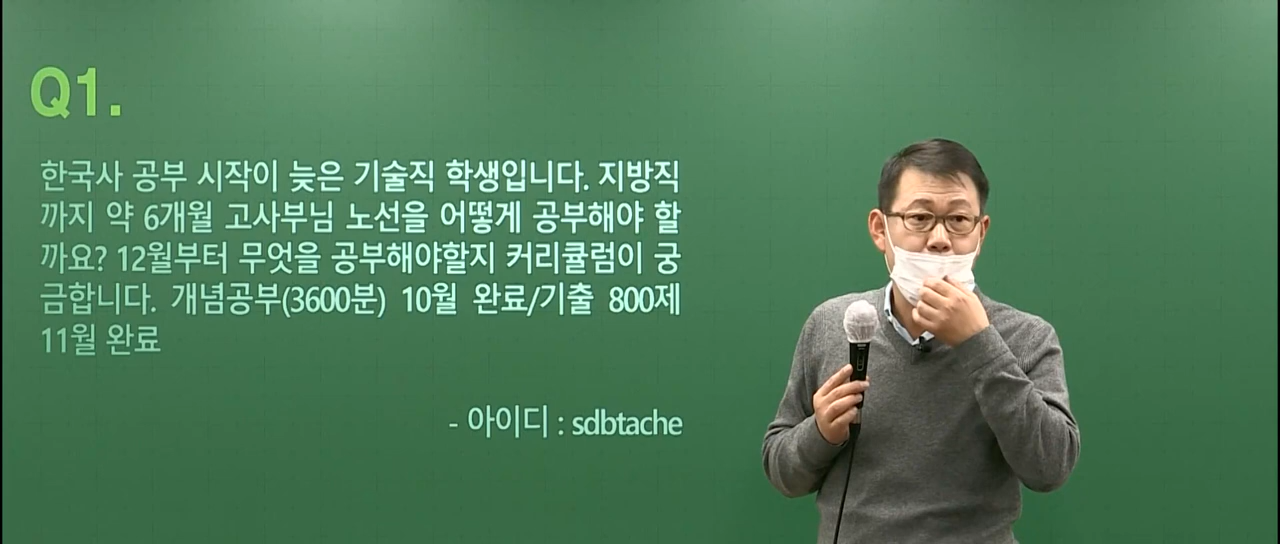 Q1.
한국사 공부 시작이 늦은 기술직 학생입니다. 지방직
까지 약 6개월 고사부님 노선을 어떻게 공부해야 할
까요? 12월부터 무엇을 공부해야할지 커리큘럼이 궁
금합니다. 개념공부(3600분) 10월 완료/기출 800제
11월 완료
- 아이디 : sdbtache